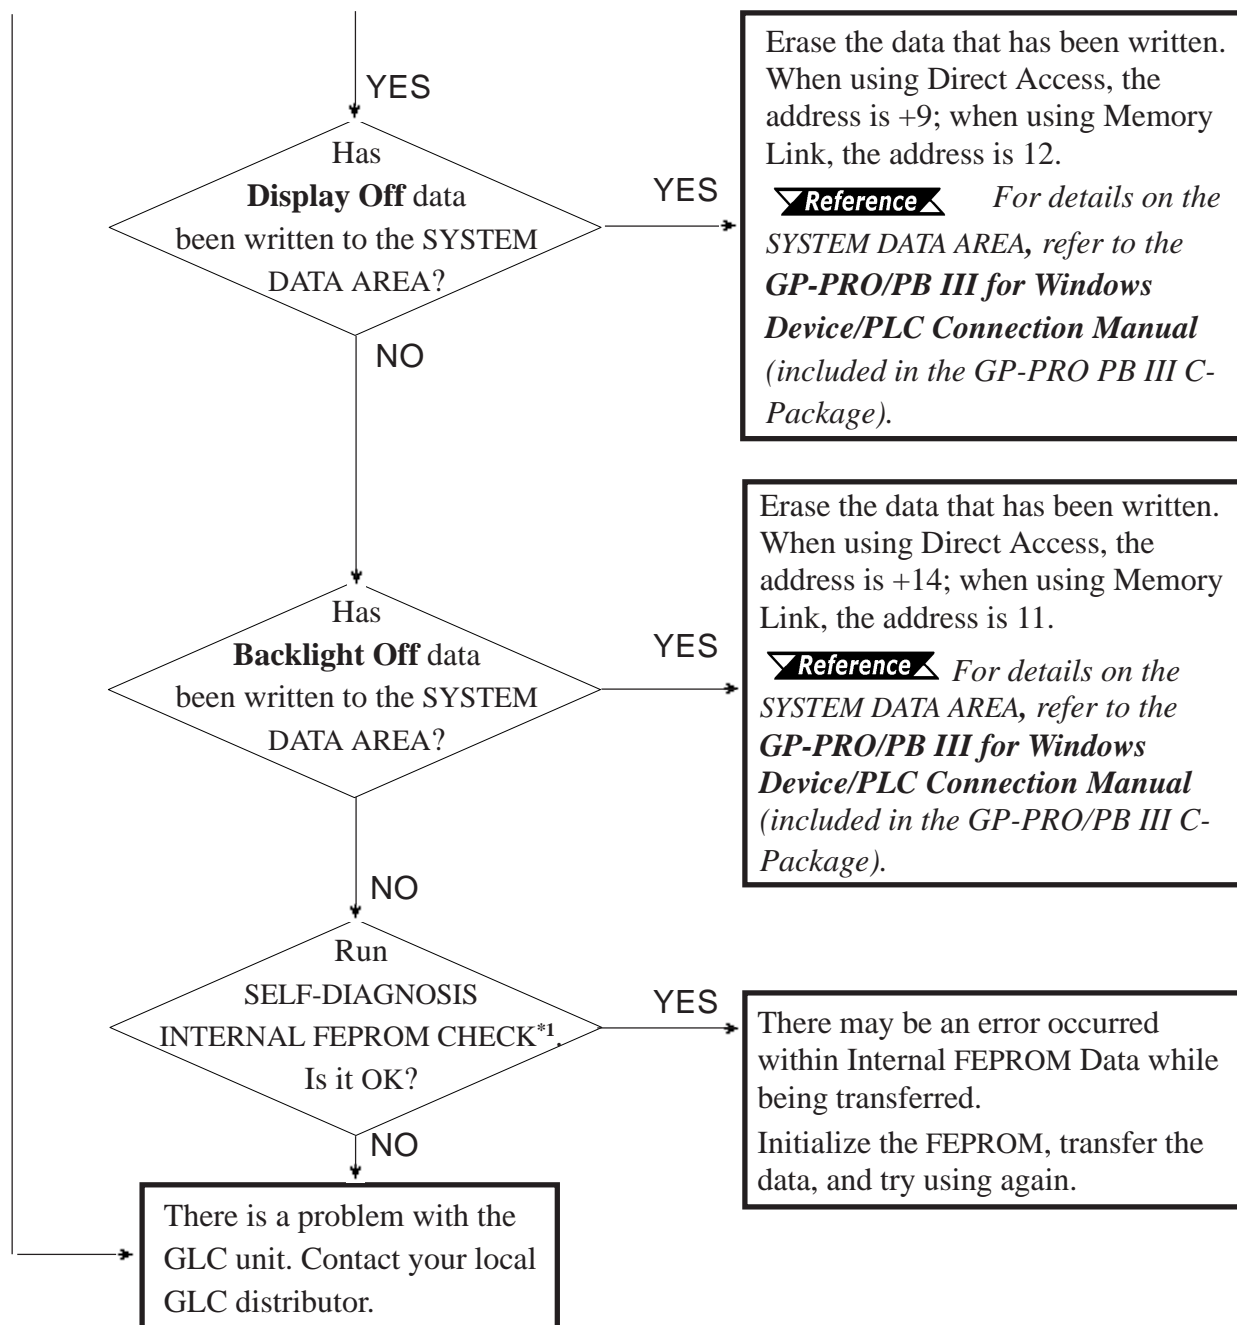 YES
Has
Display Off data
been written to the SYSTEM
DATA AREA?
YES
NO
Erase the data that has been written.
When using Direct Access, the
address is +9; when using Memory
Link, the address is 12.
Reference For details on the
SYSTEM DATA AREA, refer to the
GP-PRO/PB III for Windows
Device/PLC Connection Manual
(included in the GP-PRO PB III C-
Package).
Has
Backlight Off data
been written to the SYSTEM
DATA AREA?
YES
NO
Erase the data that has been written.
When using Direct Access, the
address is +14; when using Memory
Link, the address is 11.
Reference For details on the
SYSTEM DATA AREA, refer to the
GP-PRO/PB III for Windows
Device/PLC Connection Manual
(included in the GP-PRO/PB III C-
Package).
Run
SELF-DIAGNOSIS
INTERNAL FEPROM CHECK*1.
Is it OK?
YES
NO
There may be an error occurred
within Internal FEPROM Data while
being transferred.
Initialize the FEPROM, transfer the
data, and try using again.
There is a problem with the
GLC unit. Contact your local
GLC distributor.